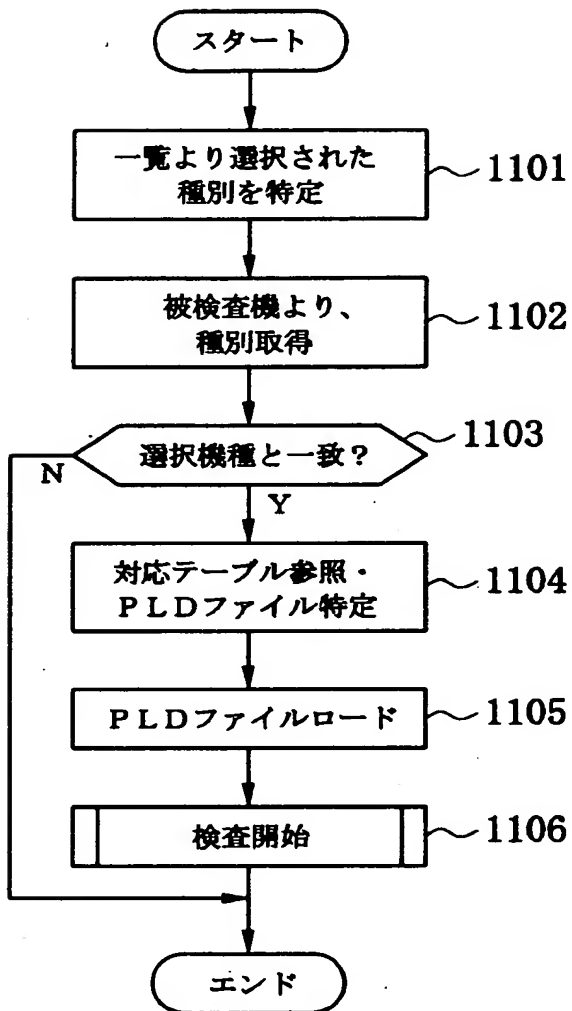 スタート
一覧より選択された
種別を特定
1101
被検査機より、
種別取得
1102
選択機種と一致？
1103
N
Y
対応テーブル参照・
ＰＬＤファイル特定
1104
ＰＬＤファイルロード
1105
検査開始
1106
エンド